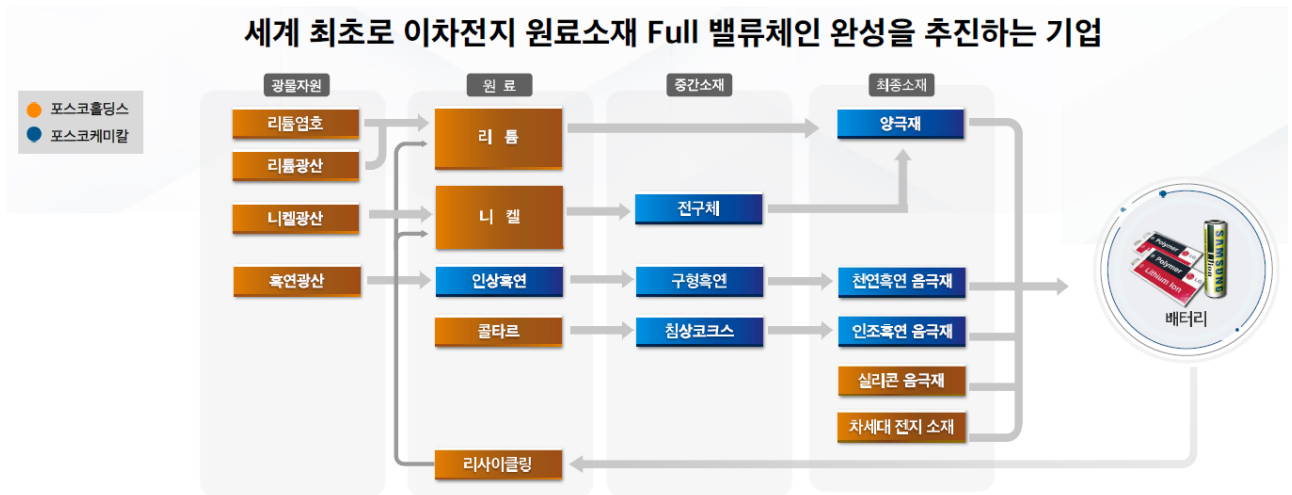 세계 최초로 이차전지 원료소재 Full 밸류체인 완성을 추진하는 기업
포스코홀딩스
포스코케미칼
광물자원
원 료
중간소재
최종소재
리튬염호
리튬광산
니켈광산
흑연광산
리 튬
니 켈
인상흑연
콜타르
리사이클링
전구체
구형흑연
침상코크스
양극재
천연흑연 음극재
인조흑연 음극재
실리콘 음극재
차세대 전지 소재
Polymer
Polymer
Lithium Ion
SAMSUNG
배터리